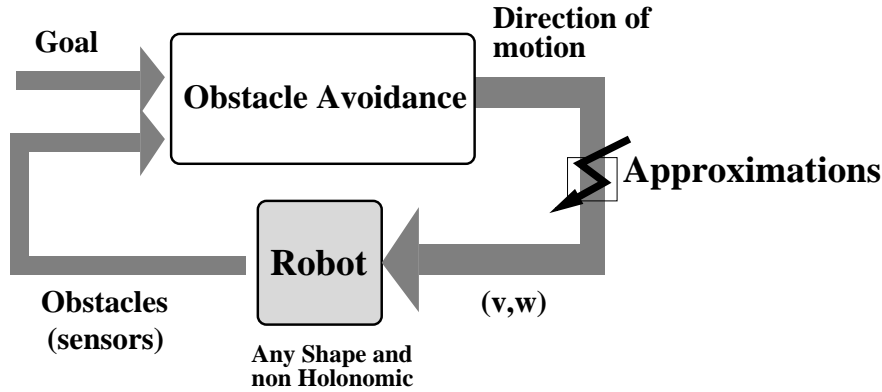 Goal
Direction of
motion
Obstacle Avoidance
Approximations
Robot
(v,w)
Obstacles
(sensors)
Any Shape and
non Holonomic